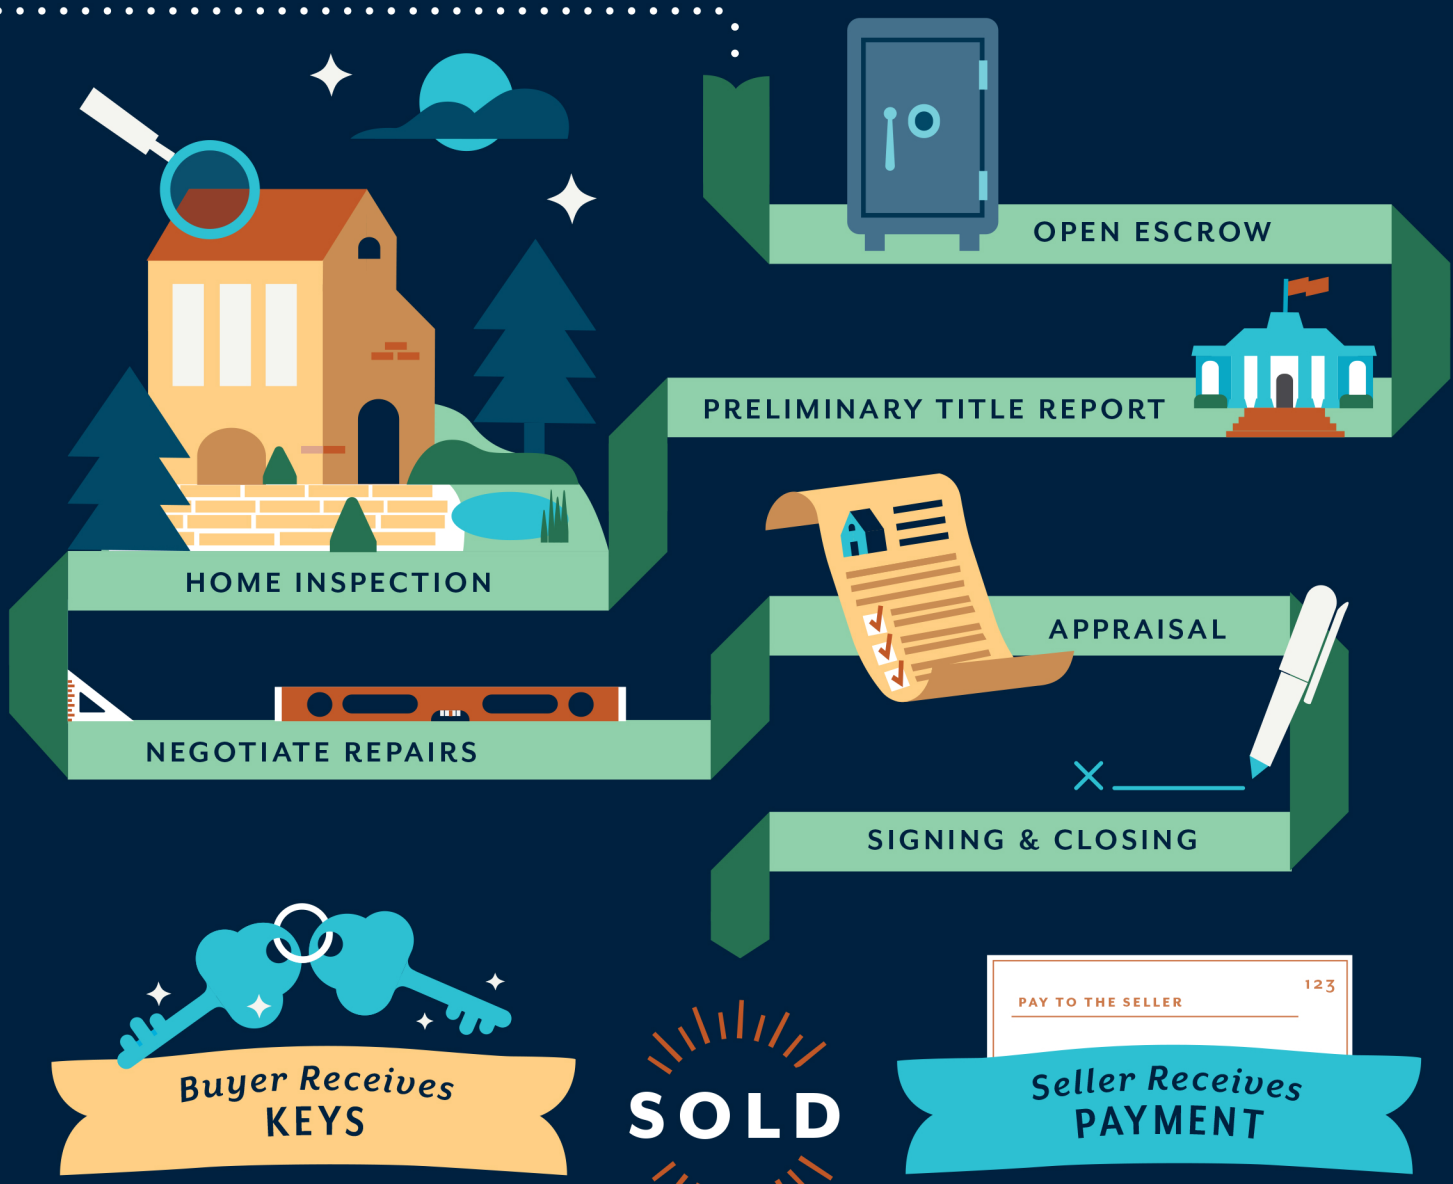 OPEN ESCROW
PRELIMINARY TITLE REPORT
HOME INSPECTION
NEGOTIATE REPAIRS
APPRAISAL
SIGNING & CLOSING
Buyer Receives
KEYS
SOLD
123
PAY TO THE SELLER
Seller Receives
PAYMENT